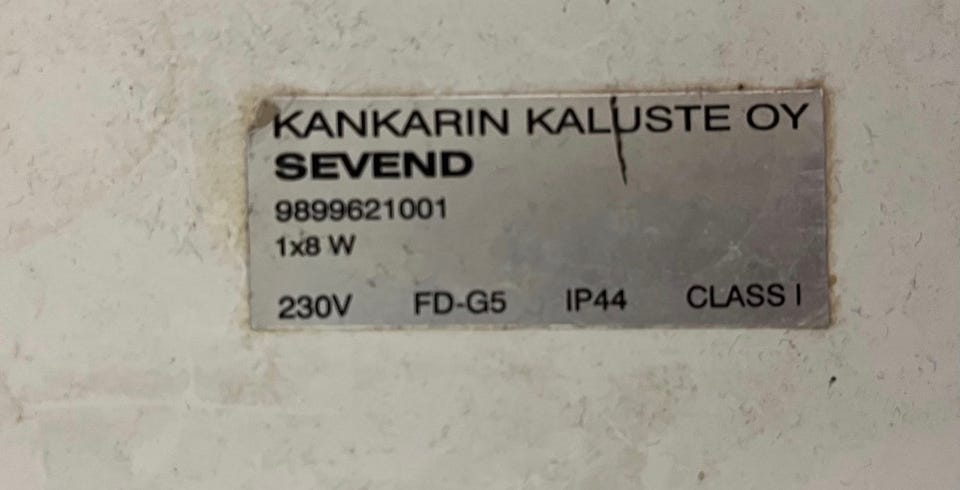 KANKARIN KALUSTE OY
SEVEND
9899621001
1x8 W
230V FD-G5 IP44 CLASS I